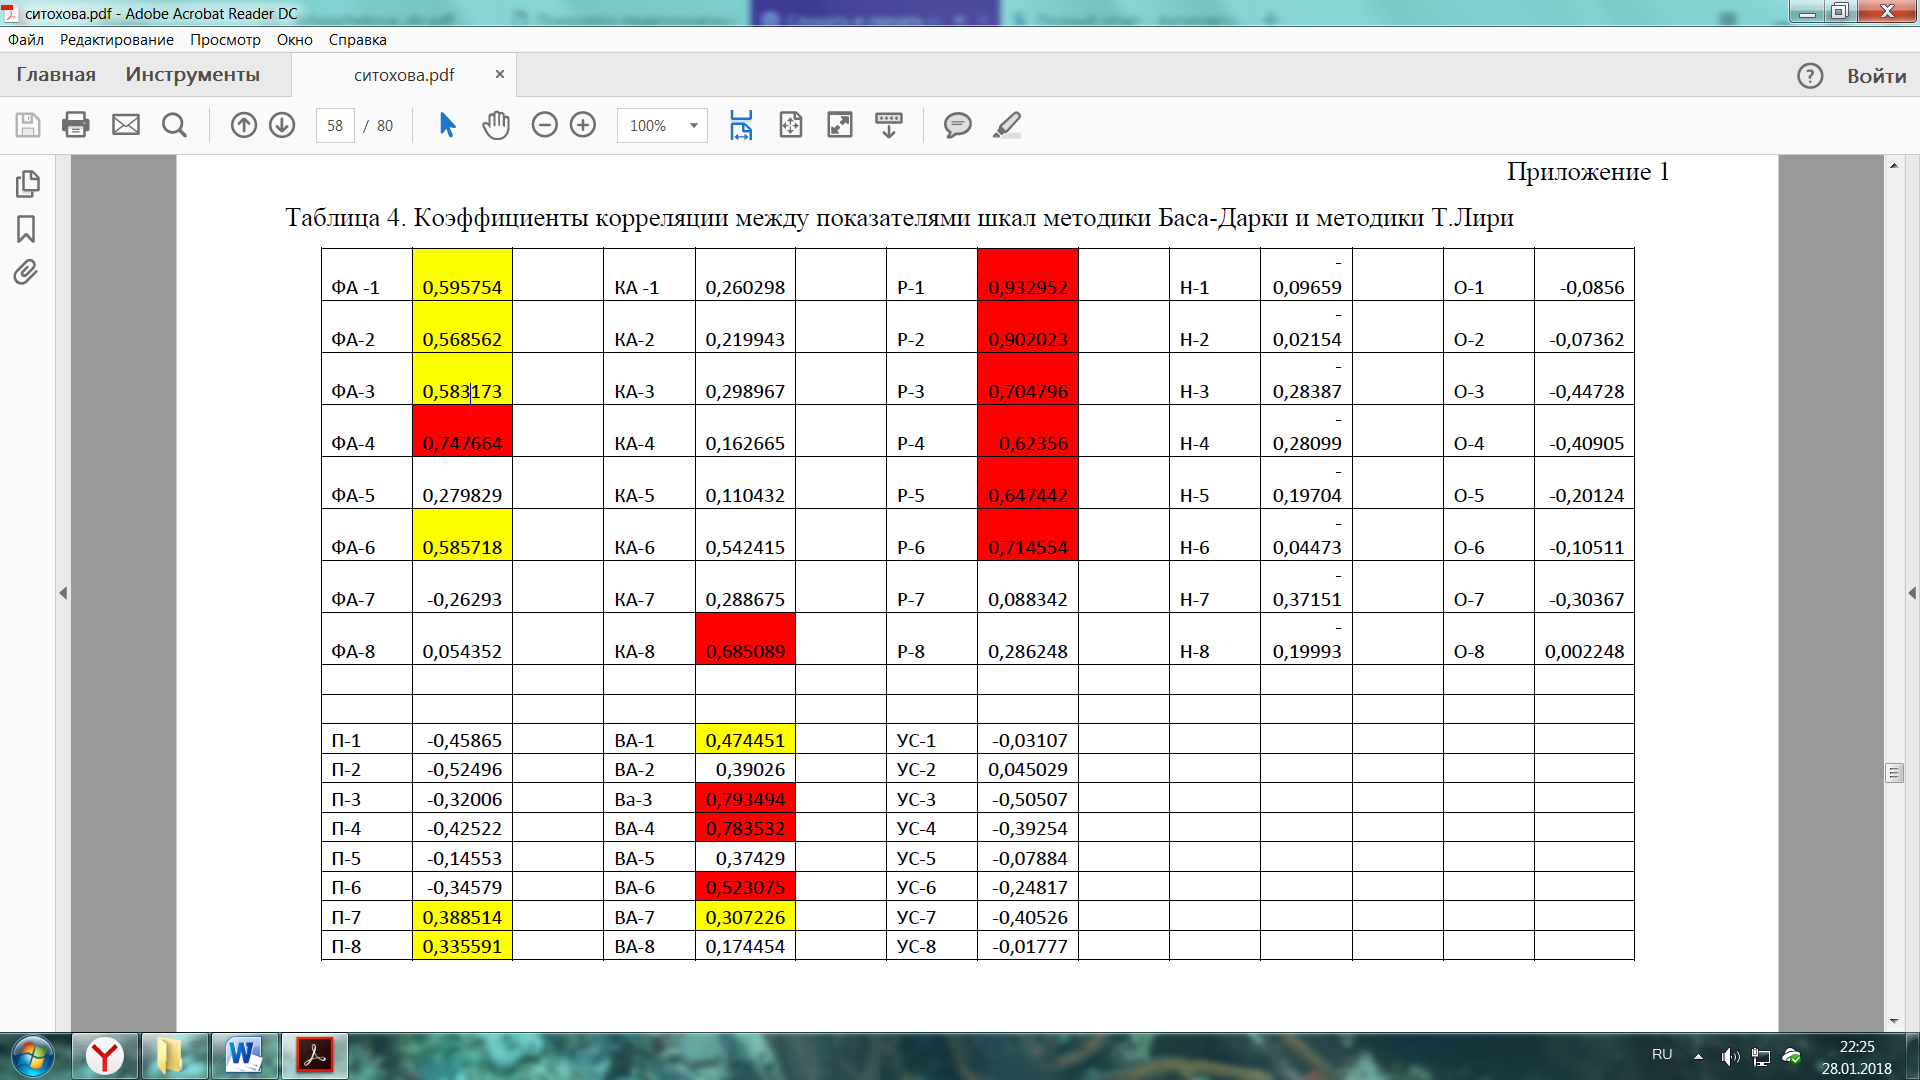 ситохова.pdf - Adobe Acrobat Reader DC
Файл Редактирование Просмотр Окно Справка
Главная Инструменты ситохова.pdf × Войти
58 / 80 100%
Приложение 1
Таблица 4. Коэффициенты корреляции между показателями шкал методики Баса-Дарки и методики Т.Лири
ФА -1 0,595754 КА -1 0,260298 Р-1 0,932952 Н-1 -0,09659 О-1 -0,0856
ФА-2 0,568562 КА-2 0,219943 Р-2 0,902023 Н-2 -0,02154 О-2 -0,07362
ФА-3 0,583173 КА-3 0,298967 Р-3 0,704796 Н-3 -0,28387 О-3 -0,44728
ФА-4 0,747664 КА-4 0,162665 Р-4 0,62356 Н-4 -0,28099 О-4 -0,40905
ФА-5 0,279829 КА-5 0,110432 Р-5 0,647442 Н-5 -0,19704 О-5 -0,20124
ФА-6 0,585718 КА-6 0,542415 Р-6 0,714554 Н-6 -0,04473 О-6 -0,10511
ФА-7 -0,26293 КА-7 0,288675 Р-7 0,088342 Н-7 -0,37151 О-7 -0,30367
ФА-8 0,054352 КА-8 0,685089 Р-8 0,286248 Н-8 -0,19993 О-8 0,002248
П-1 -0,45865 ВА-1 0,474451 УС-1 -0,03107
П-2 -0,52496 ВА-2 0,39026 УС-2 0,045029
П-3 -0,32006 Ва-3 0,793494 УС-3 -0,50507
П-4 -0,42522 ВА-4 0,783532 УС-4 -0,39254
П-5 -0,14553 ВА-5 0,37429 УС-5 -0,07884
П-6 -0,34579 ВА-6 0,523075 УС-6 -0,24817
П-7 0,388514 ВА-7 0,307226 УС-7 -0,40526
П-8 0,335591 ВА-8 0,174454 УС-8 -0,01777
RU 22:25
28.01.2018